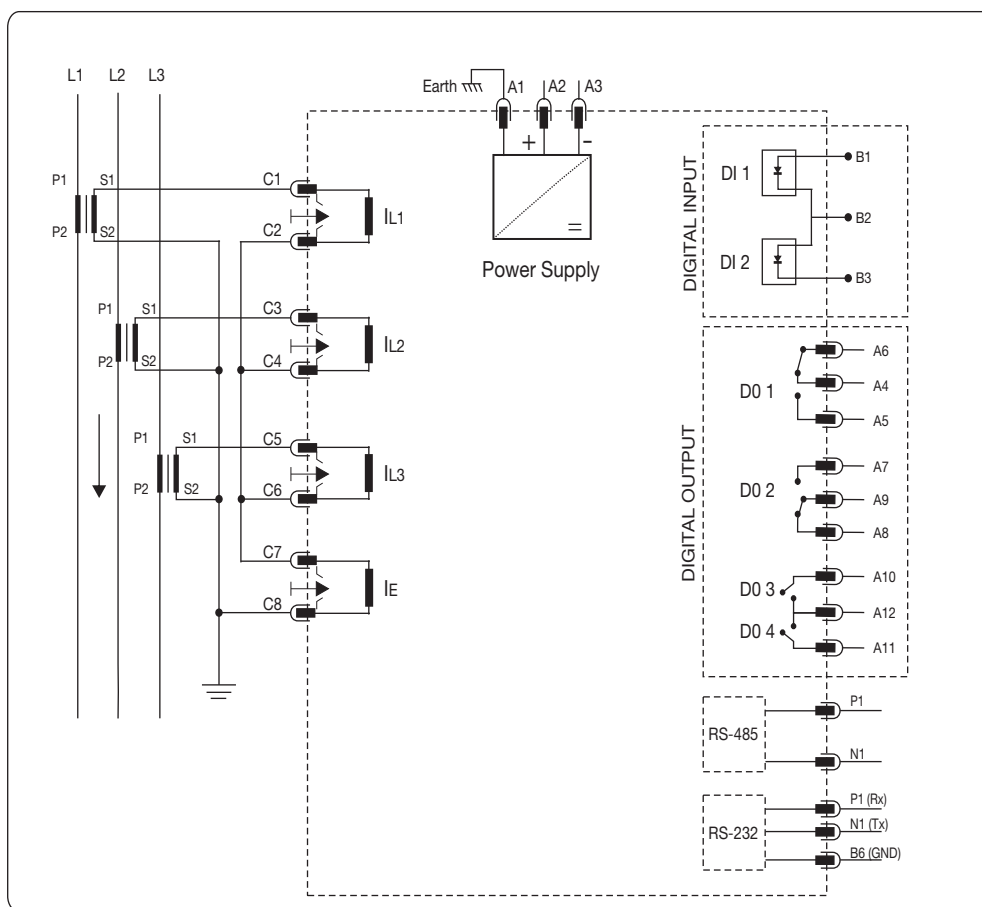 L1 L2 L3
Earth A1 A2 A3
+ -
=
Power Supply
P1 S1
P2 S2
C1
C2
IL1
P1 S1
P2 S2
C3
C4
IL2
P1 S1
P2 S2
C5
C6
IL3
C7
C8
IE
DIGITAL INPUT
DI 1
DI 2
B1
B2
B3
DIGITAL OUTPUT
D0 1
A6
A4
A5
D0 2
A7
A9
A8
D0 3
D0 4
A10
A12
A11
RS-485
P1
N1
RS-232
P1 (Rx)
N1 (Tx)
B6 (GND)